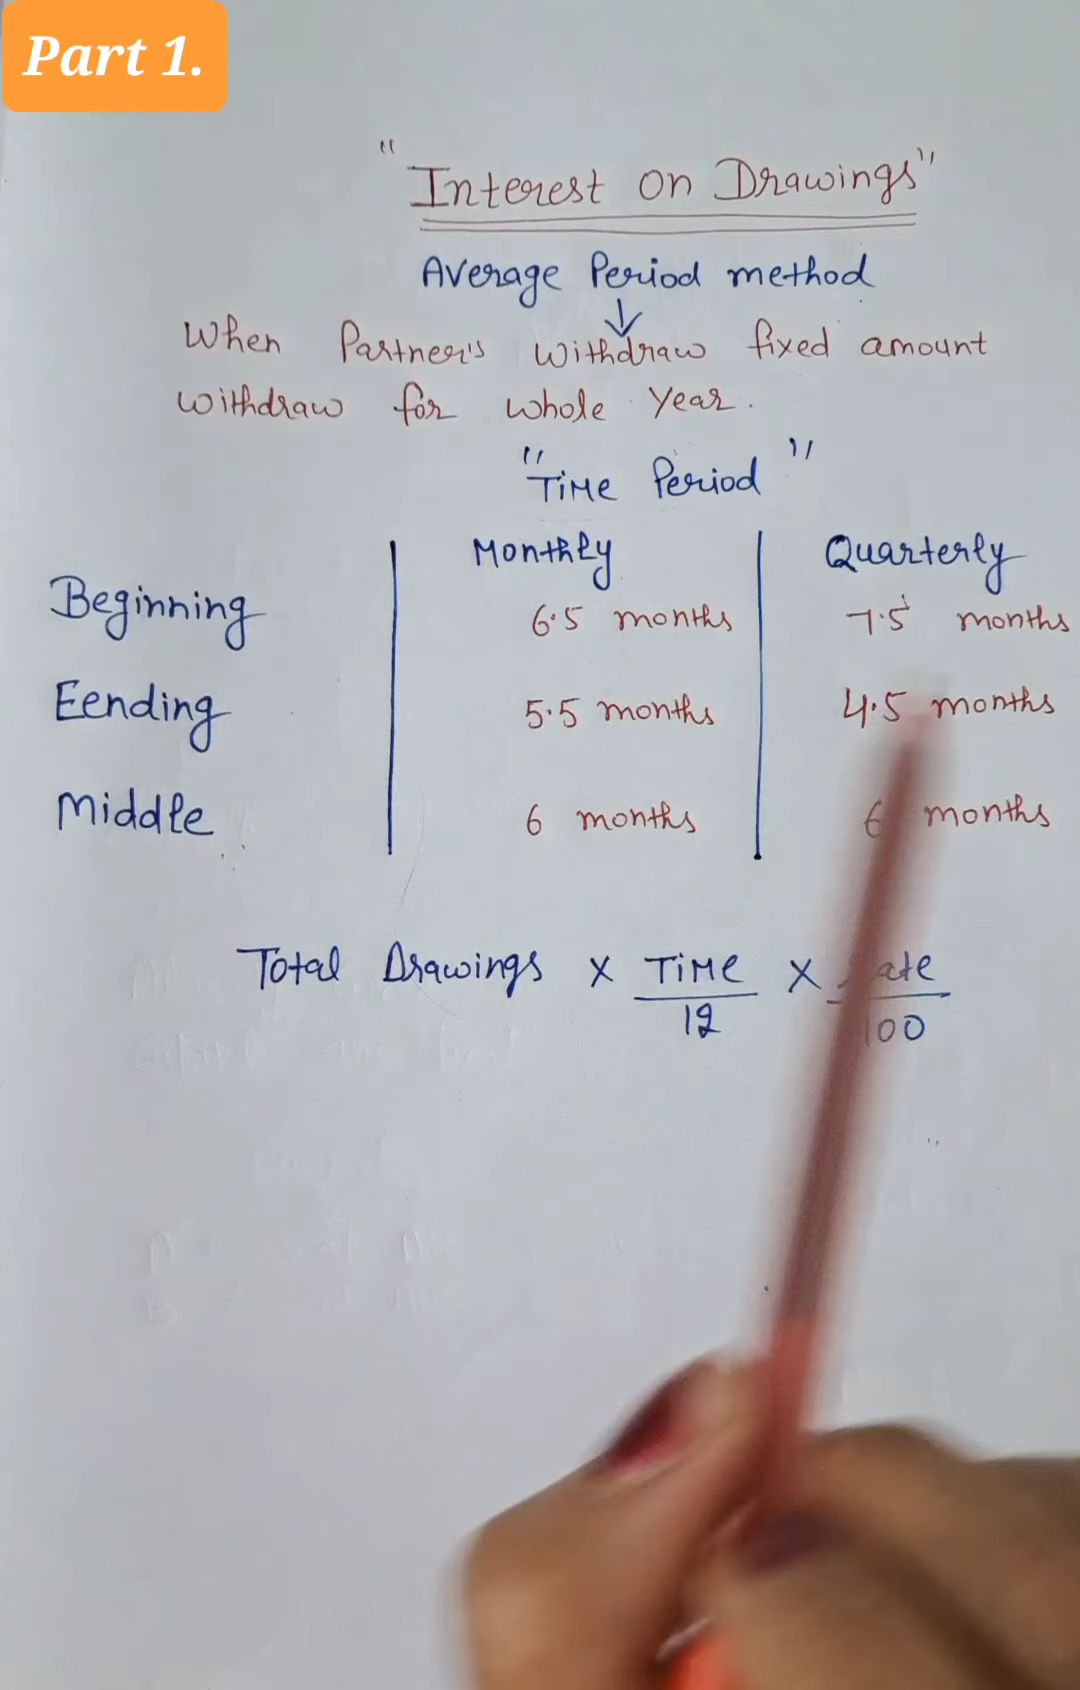 Part 1.
"Interest on Drawings"
Average Period method
When Partner's withdraw fixed amount
withdraw for whole Year.
"Time Period"
Monthly Quarterly
Beginning 6.5 months 7.5 months
Eending 5.5 months 4.5 months
Middle 6 months 6 months
Total Drawings x Time x
12 100